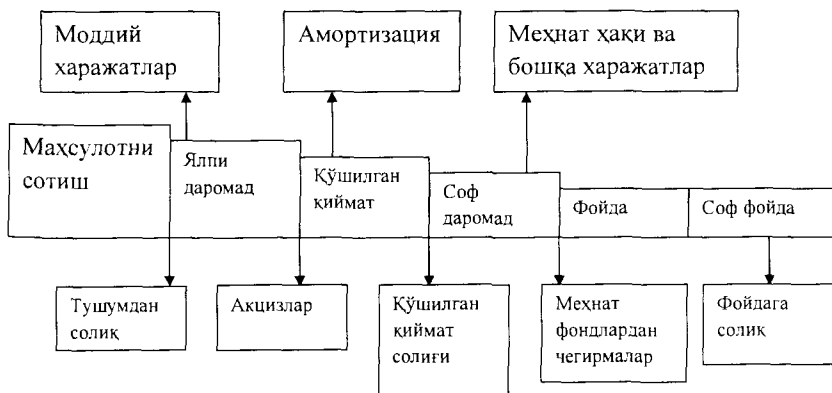 Моддий
харажатлар
Амортизация
Меҳнат ҳақи ва
бошқа харажатлар
Маҳсулотни
сотиш
Ялпи
даромад
Қўшилган
қиймат
Соф
даромад
Фойда
Соф фойда
Тушумдан
солиқ
Акцизлар
Қўшилган
қиймат
солиғи
Меҳнат
фондлардан
чегирмалар
Фойдага
солиқ